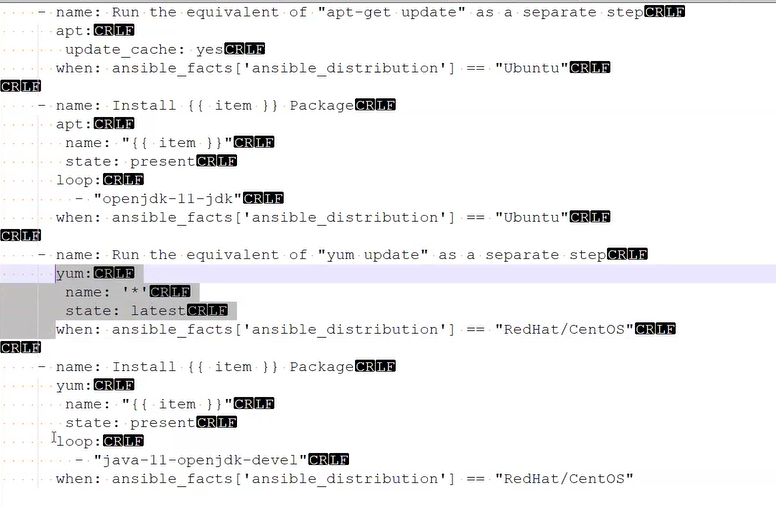 - name: Run the equivalent of "apt-get update" as a separate stepCRLF
apt:CRLF
update_cache: yesCRLF
when: ansible_facts['ansible_distribution'] == "Ubuntu"CRLF
CRLF
- name: Install {{ item }} PackageCRLF
apt:CRLF
name: "{{ item }}"CRLF
state: presentCRLF
loop:CRLF
- "openjdk-11-jdk"CRLF
when: ansible_facts['ansible_distribution'] == "Ubuntu"CRLF
CRLF
- name: Run the equivalent of "yum update" as a separate stepCRLF
yum:CRLF
name: '*'CRLF
state: latestCRLF
when: ansible_facts['ansible_distribution'] == "RedHat/CentOS"CRLF
CRLF
- name: Install {{ item }} PackageCRLF
yum:CRLF
name: "{{ item }}"CRLF
state: presentCRLF
loop:CRLF
- "java-11-openjdk-devel"CRLF
when: ansible_facts['ansible_distribution'] == "RedHat/CentOS"